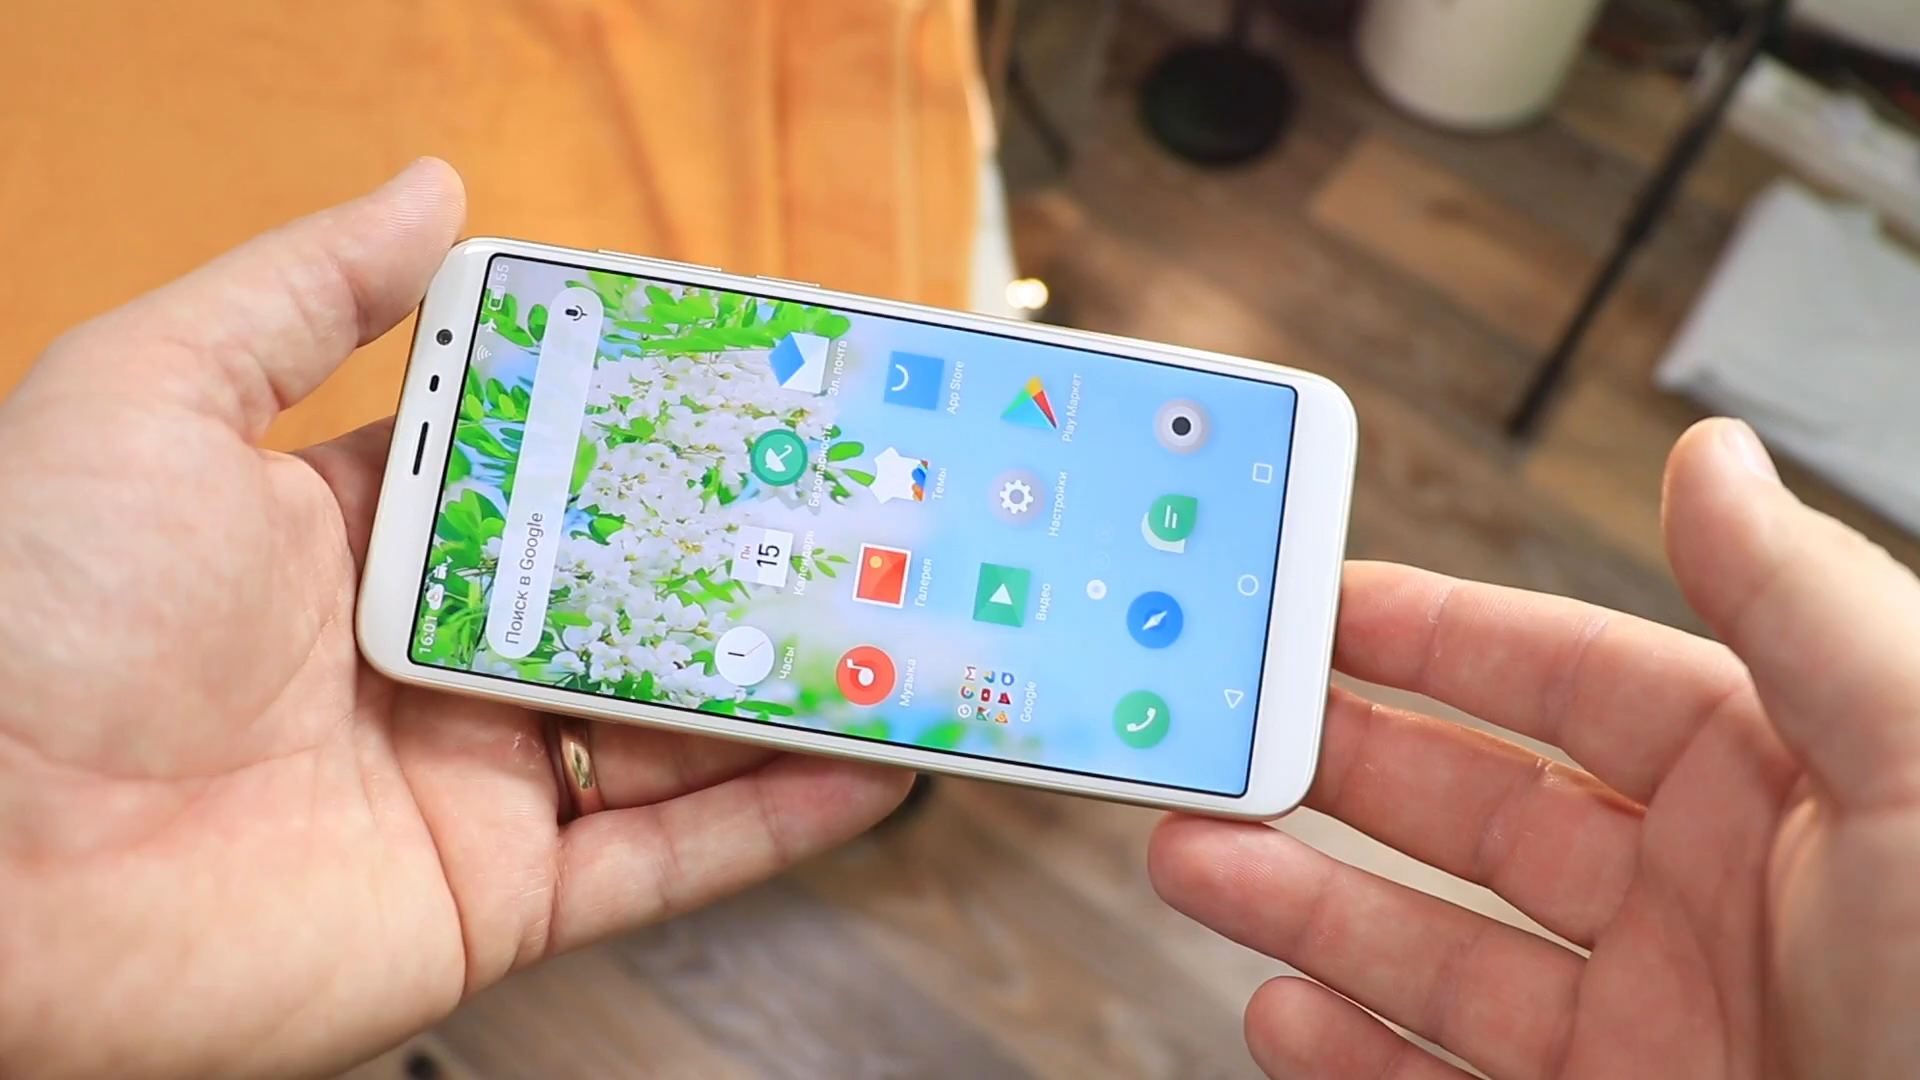 16:01
55
Поиск в Google
Часы
Пн
15
Календарь
Безопасность
Эл. почта
Музыка
Галерея
Темы
App Store
Google
Видео
Настройки
Play Маркет